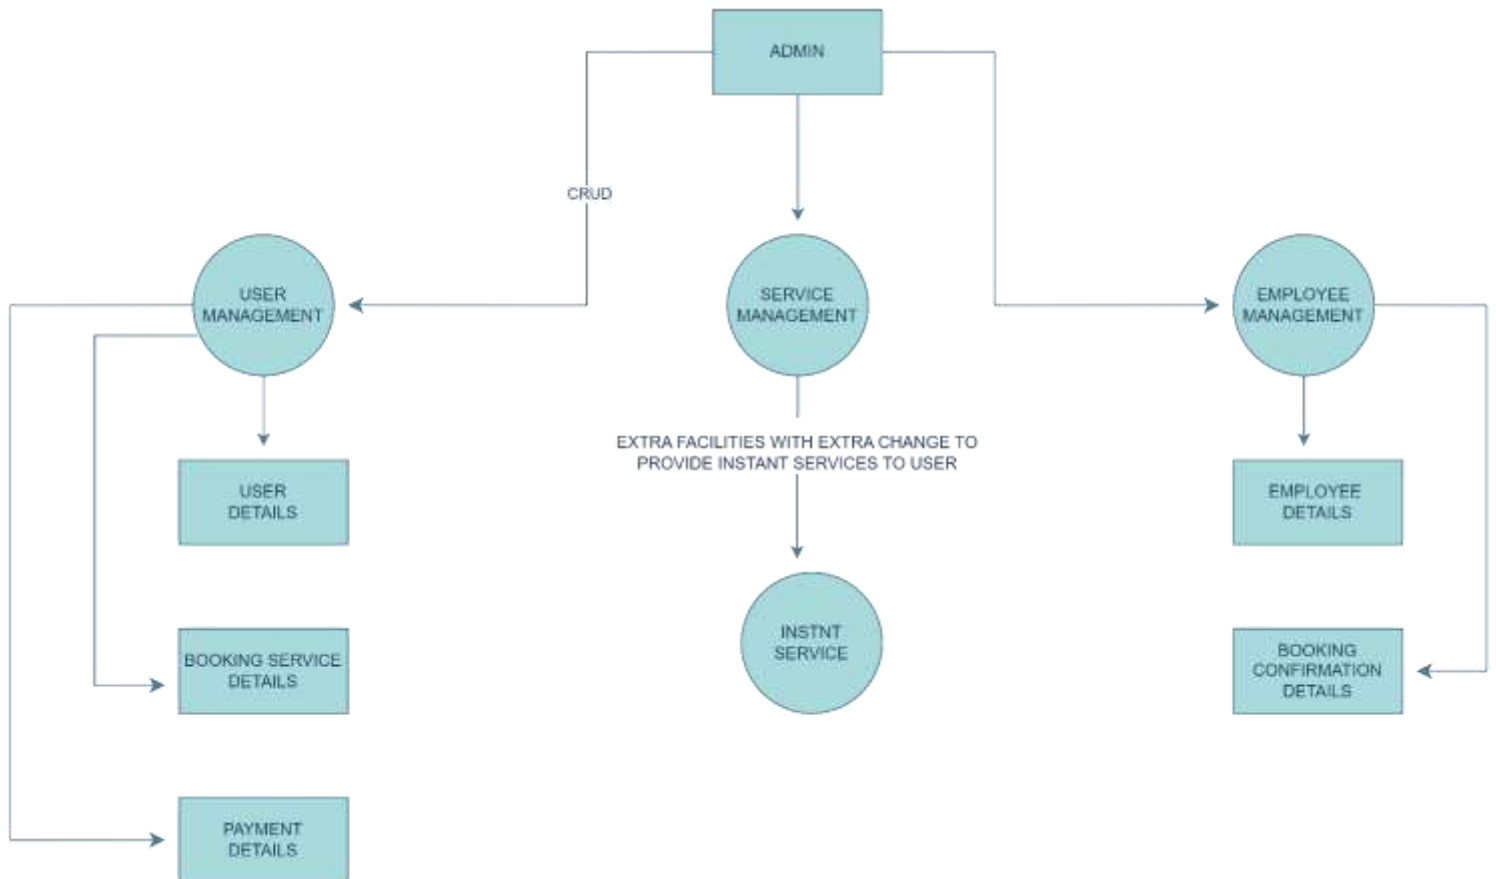 ADMIN
CRUD
USER
MANAGEMENT
SERVICE
MANAGEMENT
EMPLOYEE
MANAGEMENT
EXTRA FACILITIES WITH EXTRA CHANGE TO
PROVIDE INSTANT SERVICES TO USER
USER
DETAILS
EMPLOYEE
DETAILS
BOOKING SERVICE
DETAILS
INSTNT
SERVICE
BOOKING
CONFIRMATION
DETAILS
PAYMENT
DETAILS